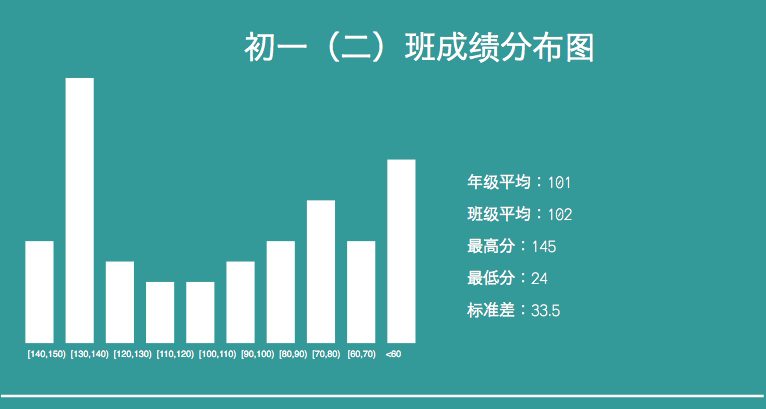 初一（二）班成绩分布图
年级平均：101
班级平均：102
最高分：145
最低分：24
标准差：33.5
[140,150) [130,140) [120,130) [110,120) [100,110) [90,100) [80,90) [70,80) [60,70) <60